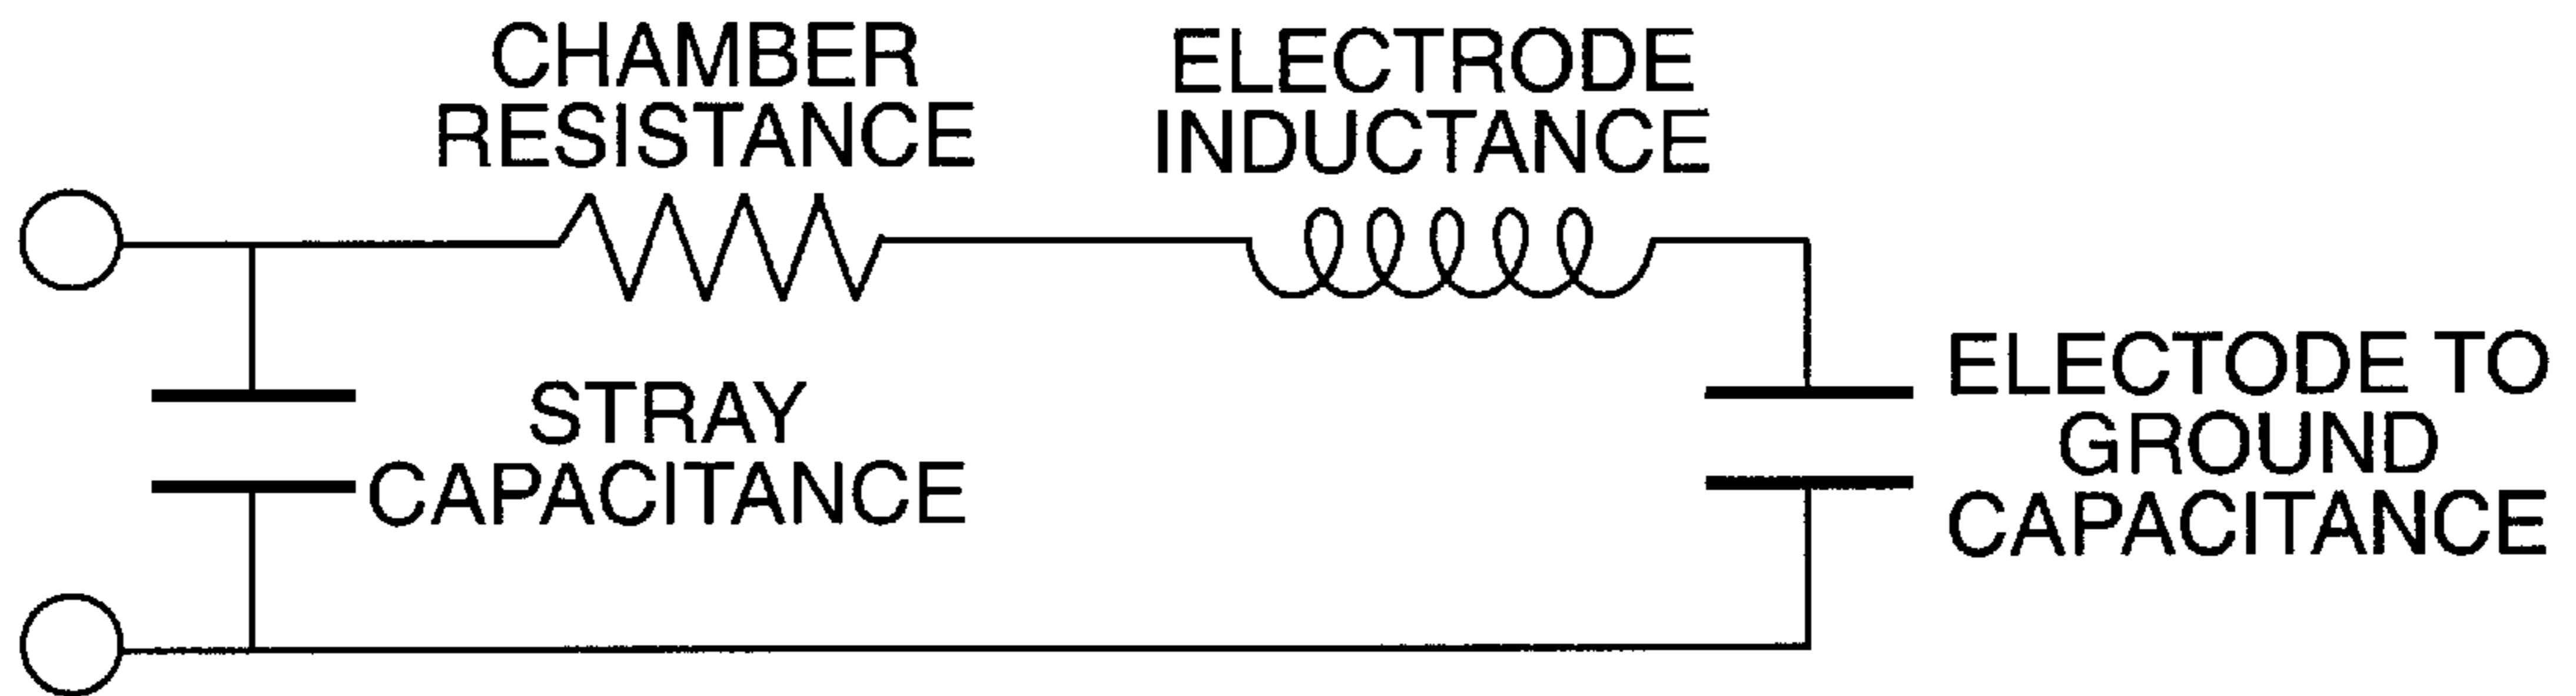 CHAMBER
RESISTANCE
ELECTRODE
INDUCTANCE
STRAY
CAPACITANCE
ELECTODE TO
GROUND
CAPACITANCE